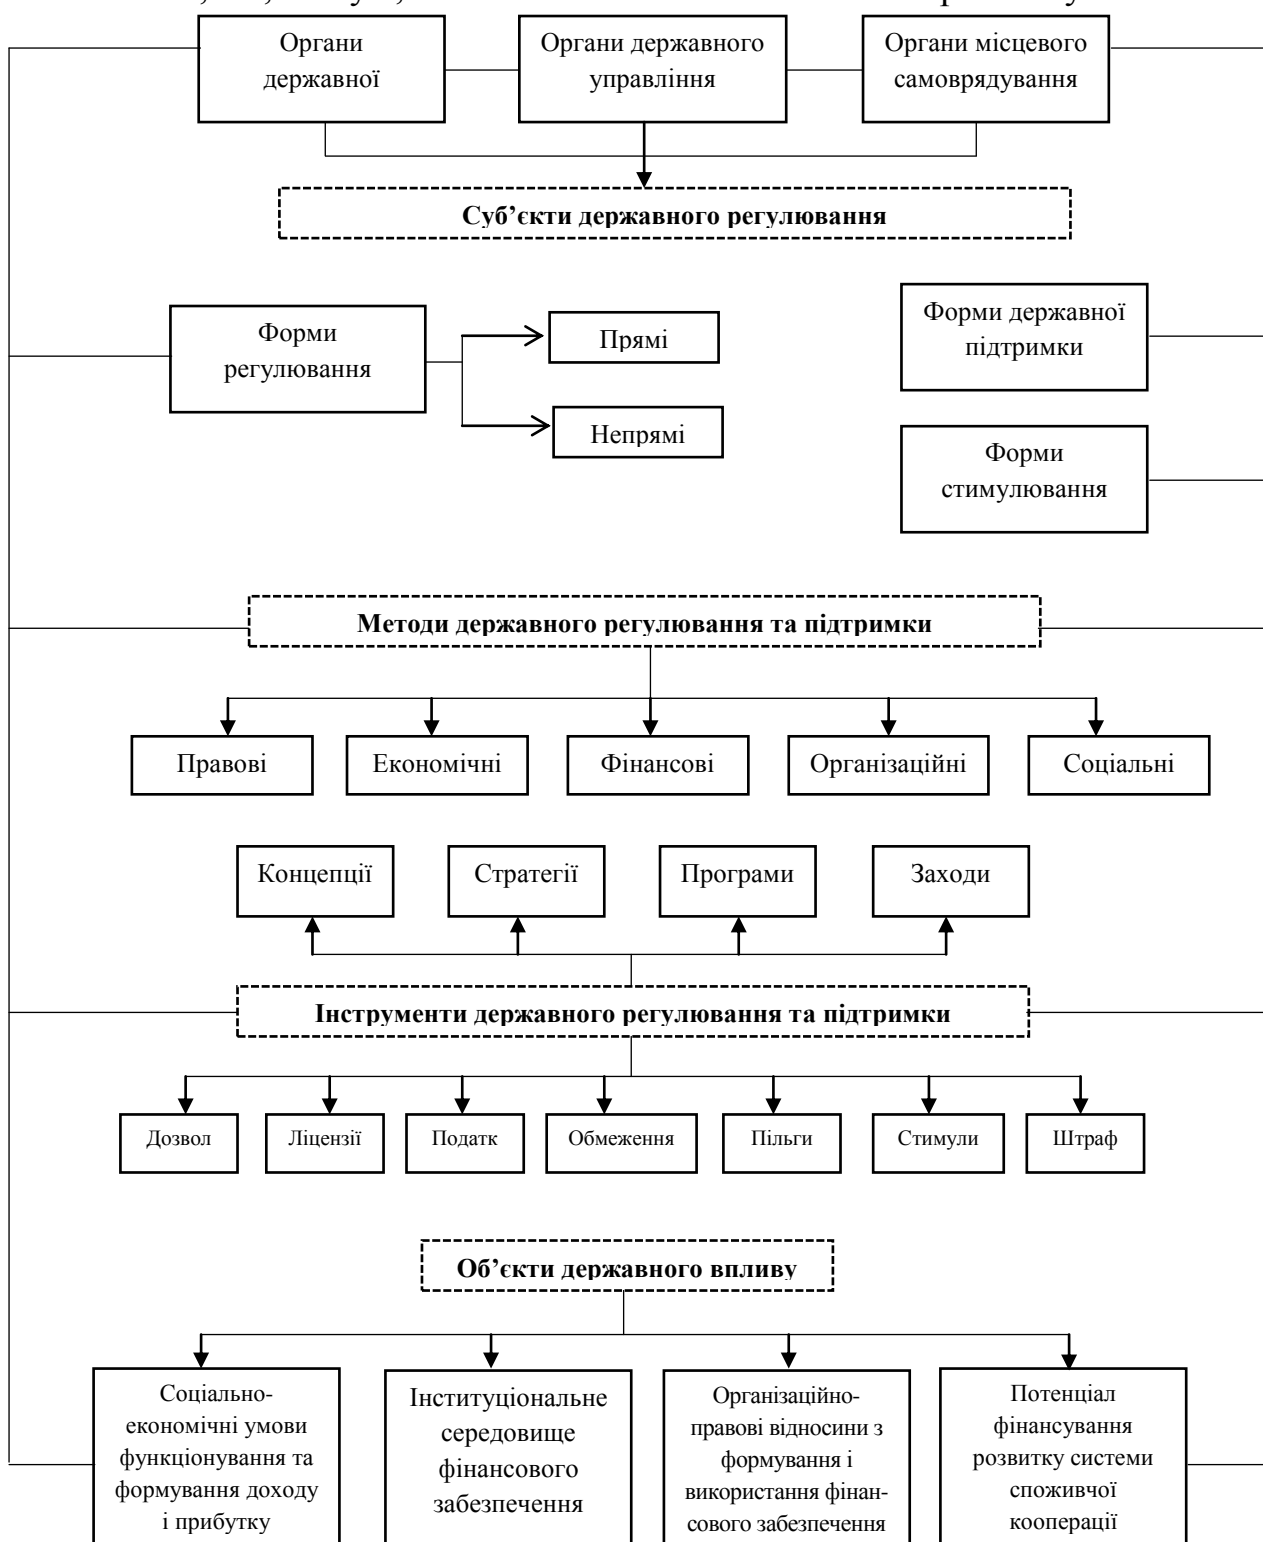 Органи
державної
Органи державного
управління
Органи місцевого
самоврядування
Суб’єкти державного регулювання
Форми
регулювання
Прямі
Непрямі
Форми державної
підтримки
Форми
стимулювання
Методи державного регулювання та підтримки
Правові
Економічні
Фінансові
Організаційні
Соціальні
Концепції
Стратегії
Програми
Заходи
Інструменти державного регулювання та підтримки
Дозвол
Ліцензії
Податк
Обмеження
Пільги
Стимули
Штраф
Об’єкти державного впливу
Соціально-
економічні умови
функціонування та
формування доходу
і прибутку
Інституціональне
середовище
фінансового
забезпечення
Організаційно-
правові відносини з
формування і
використання фінан-
сового забезпечення
Потенціал
фінансування
розвитку системи
споживчої
кооперації